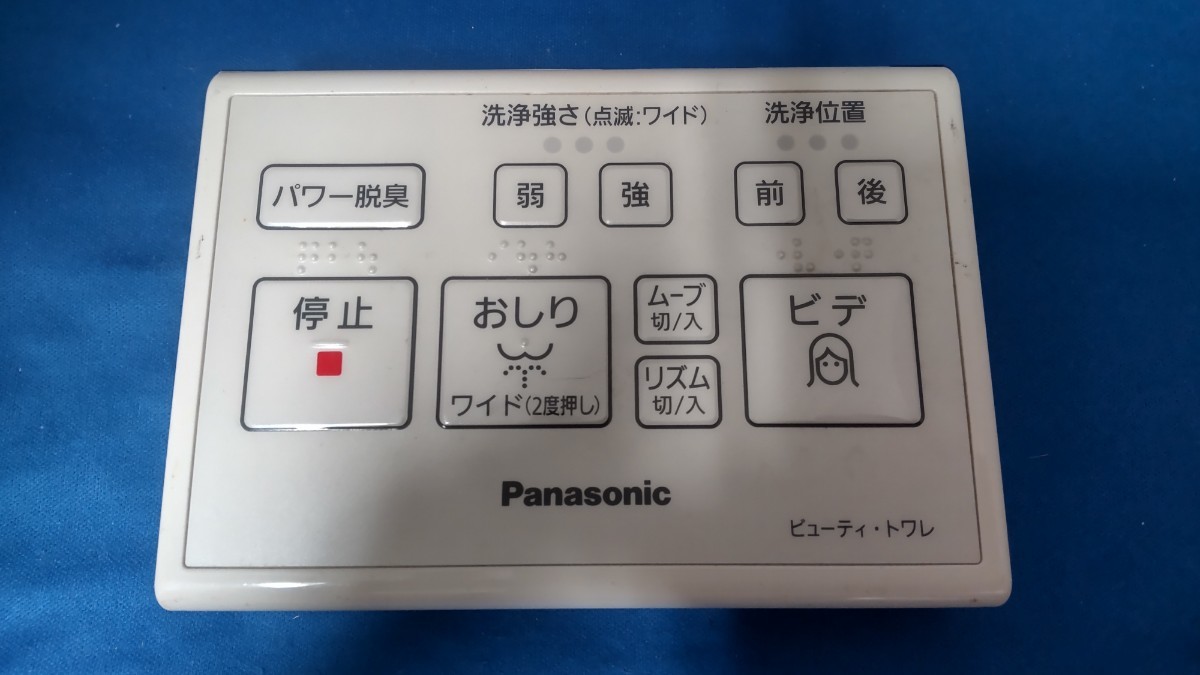 洗浄強さ(点滅:ワイド)
洗浄位置
パワー脱臭
弱
強
前
後
停止
おしり
ワイド(2度押し)
ムーブ
切/入
リズム
切/入
ビデ
Panasonic
ビューティ・トワレ